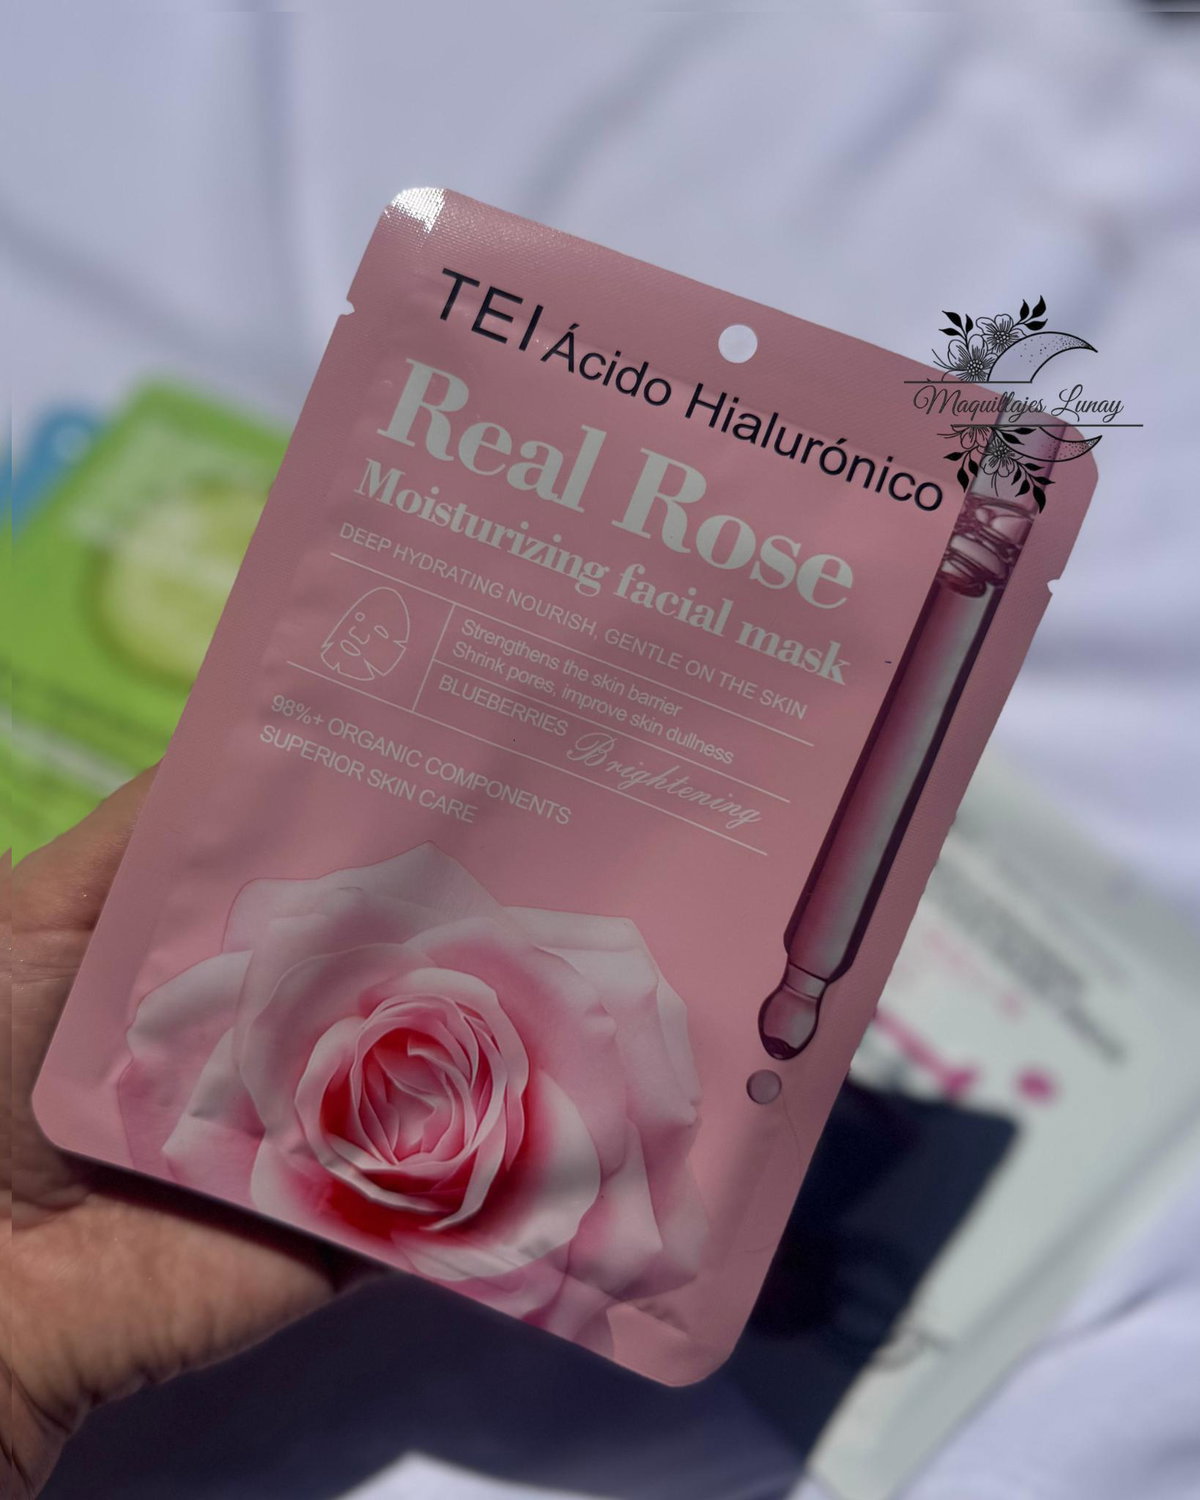 TEI Ácido Hialurónico
Real Rose
Moisturizing facial mask
DEEP HYDRATING NOURISH, GENTLE ON THE SKIN
Strengthens the skin barrier
Shrink pores, improve skin dullness
BLUEBERRIES Brightening
98%+ ORGANIC COMPONENTS
SUPERIOR SKIN CARE
Maquillajes Lunay